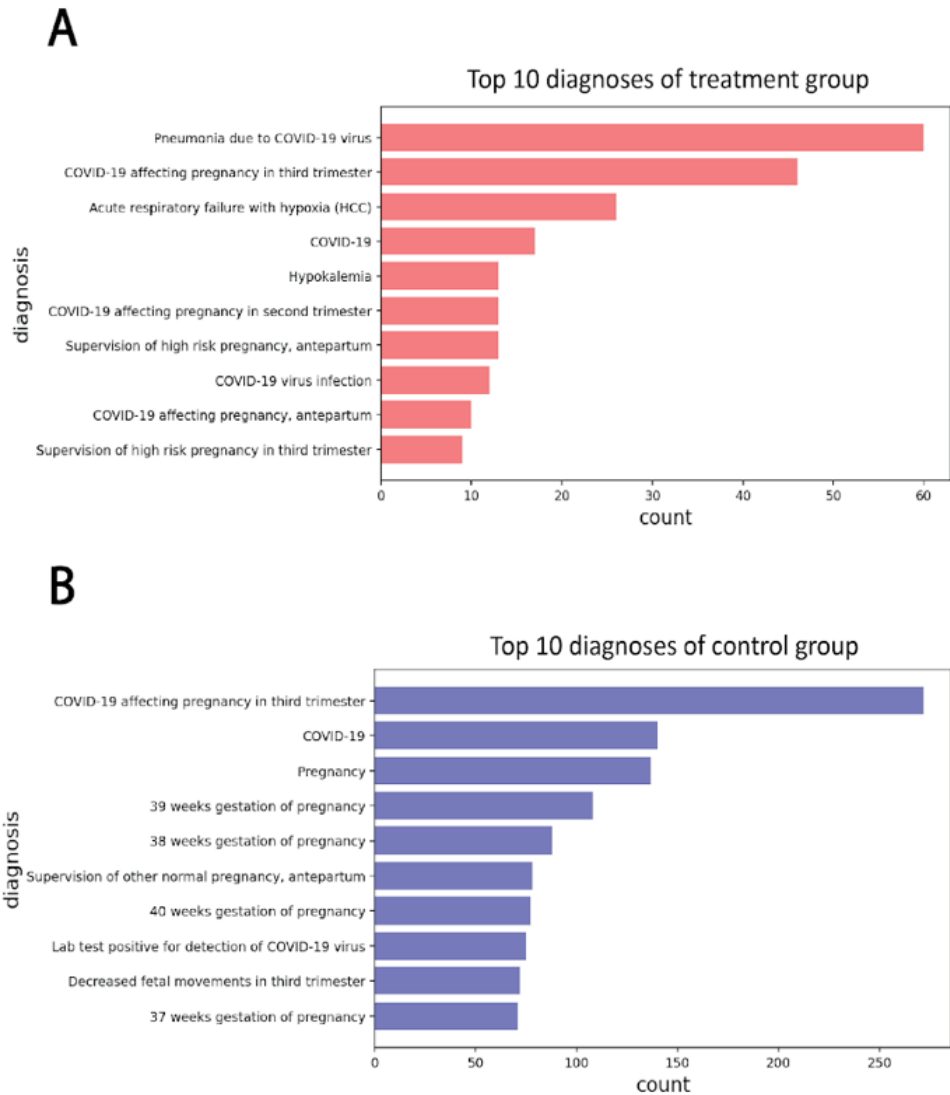 A
Top 10 diagnoses of treatment group
Pneumonia due to COVID-19 virus
COVID-19 affecting pregnancy in third trimester
Acute respiratory failure with hypoxia (HCC)
COVID-19
Hypokalemia
COVID-19 affecting pregnancy in second trimester
Supervision of high risk pregnancy, antepartum
COVID-19 virus infection
COVID-19 affecting pregnancy, antepartum
Supervision of high risk pregnancy in third trimester
diagnosis
0 10 20 30 40 50 60
count
B
Top 10 diagnoses of control group
COVID-19 affecting pregnancy in third trimester
COVID-19
Pregnancy
39 weeks gestation of pregnancy
38 weeks gestation of pregnancy
Supervision of other normal pregnancy, antepartum
40 weeks gestation of pregnancy
Lab test positive for detection of COVID-19 virus
Decreased fetal movements in third trimester
37 weeks gestation of pregnancy
diagnosis
0 50 100 150 200 250
count